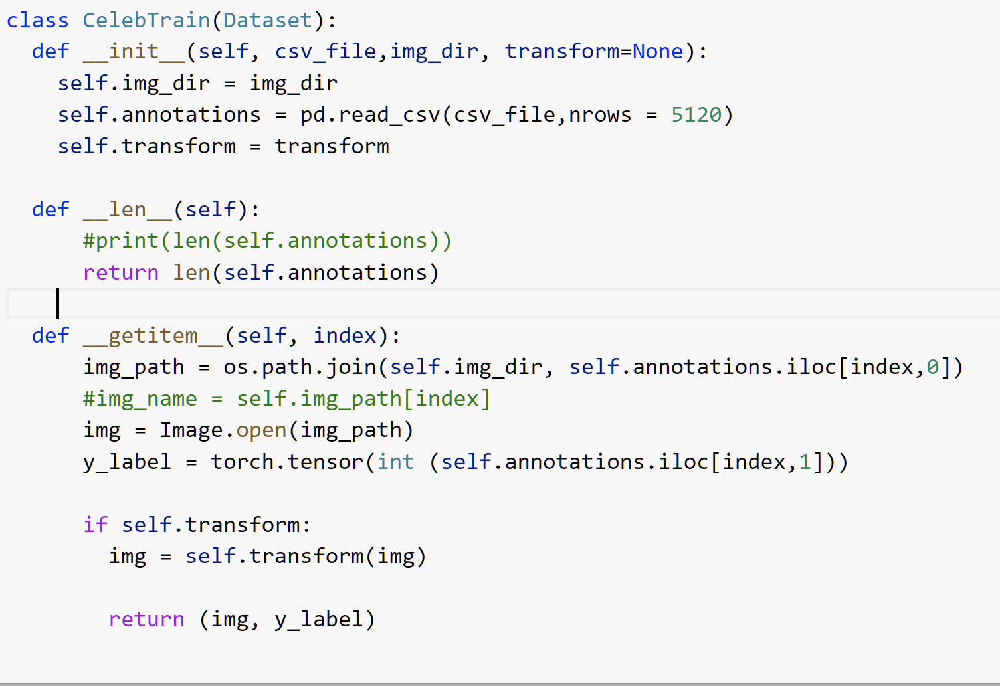 class CelebTrain(Dataset):
  def __init__(self, csv_file,img_dir, transform=None):
    self.img_dir = img_dir
    self.annotations = pd.read_csv(csv_file,nrows = 5120)
    self.transform = transform

  def __len__(self):
      #print(len(self.annotations))
      return len(self.annotations)

  def __getitem__(self, index):
      img_path = os.path.join(self.img_dir, self.annotations.iloc[index,0])
      #img_name = self.img_path[index]
      img = Image.open(img_path)
      y_label = torch.tensor(int (self.annotations.iloc[index,1]))

      if self.transform:
        img = self.transform(img)

        return (img, y_label)